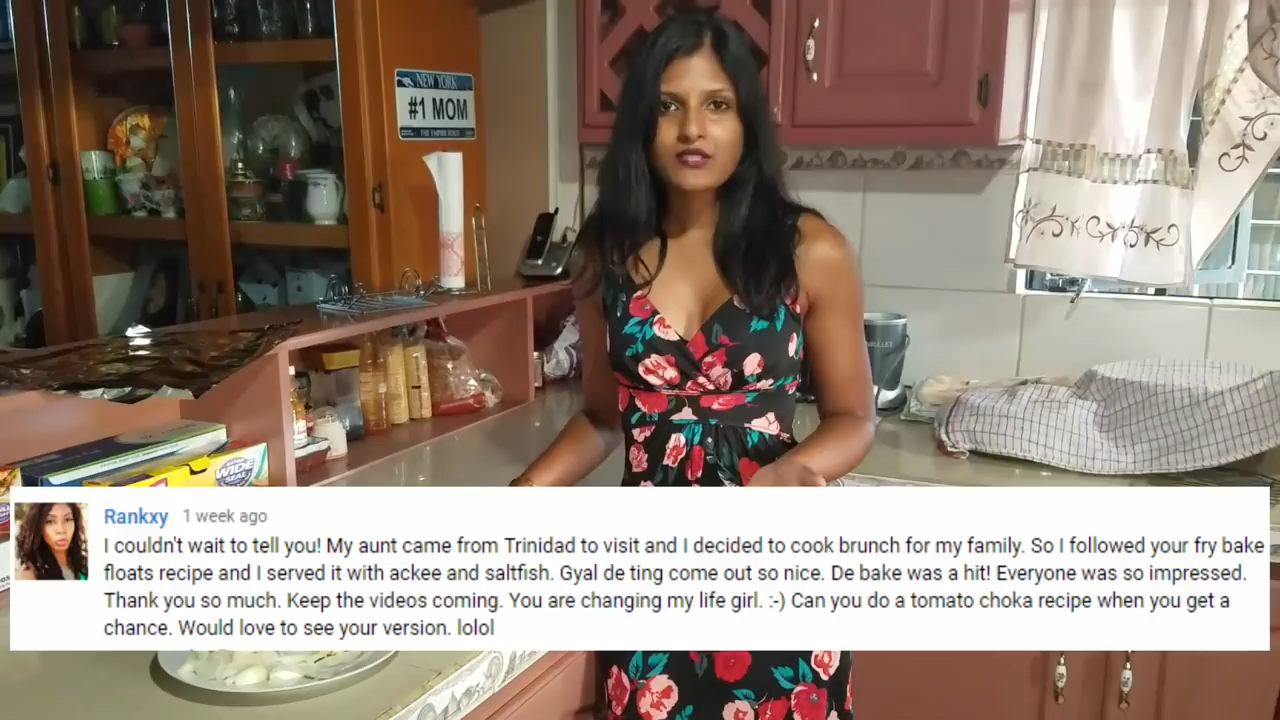 NEW YORK
#1 MOM
THE EMPIRE STATE
WIDE
SEAL
Rankxy 1 week ago
I couldn't wait to tell you! My aunt came from Trinidad to visit and I decided to cook brunch for my family. So I followed your fry bake
floats recipe and I served it with ackee and saltfish. Gyal de ting come out so nice. De bake was a hit! Everyone was so impressed.
Thank you so much. Keep the videos coming. You are changing my life girl. :-) Can you do a tomato choka recipe when you get a
chance. Would love to see your version. lolol